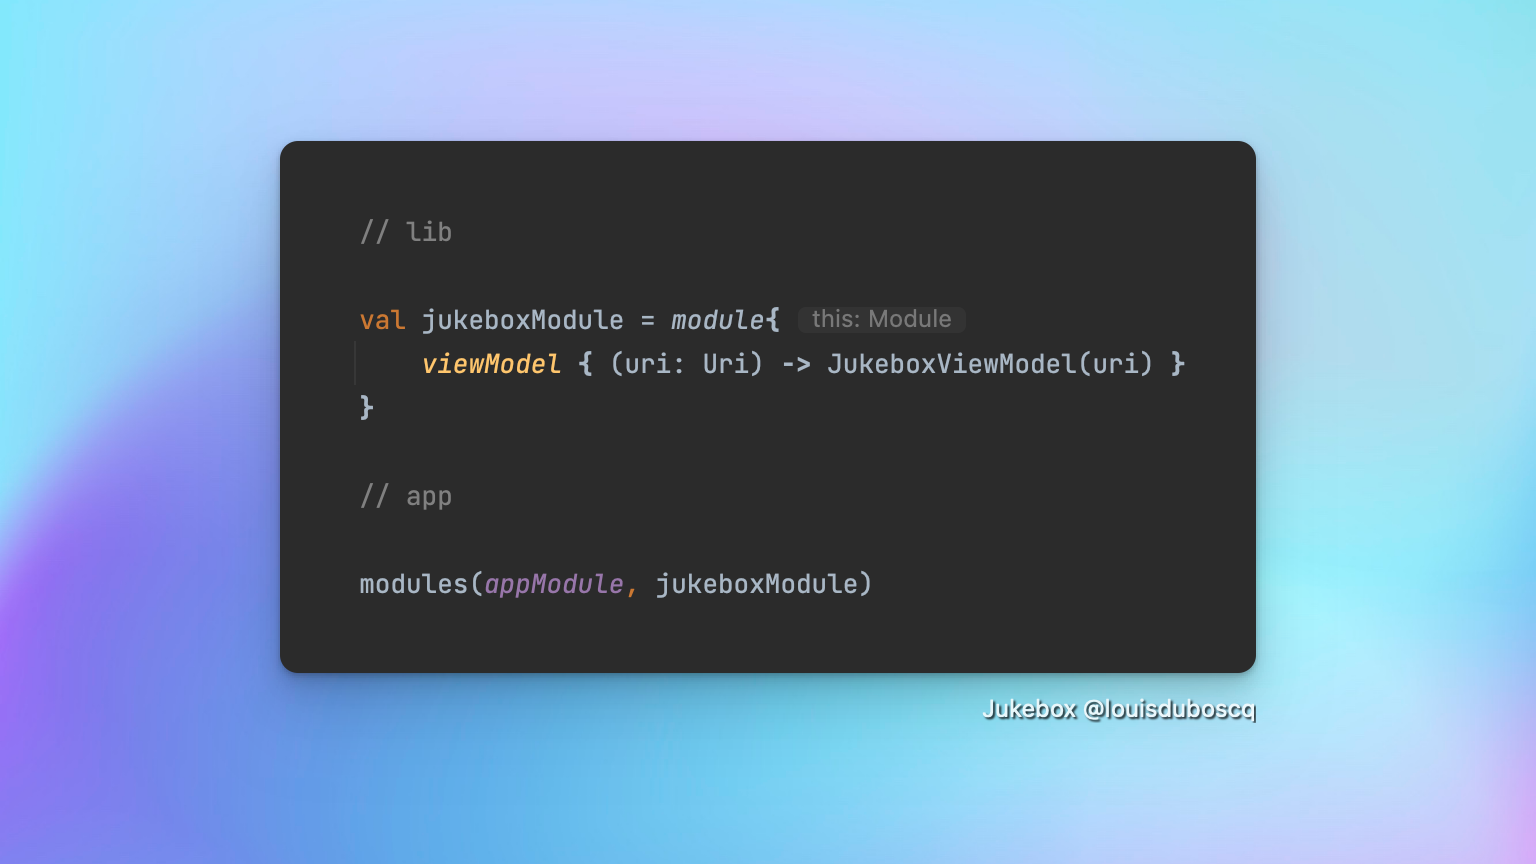 // lib
val jukeboxModule = module{ this: Module
    viewModel { (uri: Uri) -> JukeboxViewModel(uri) }
}
// app
modules(appModule, jukeboxModule)
Jukebox @louisduboscq